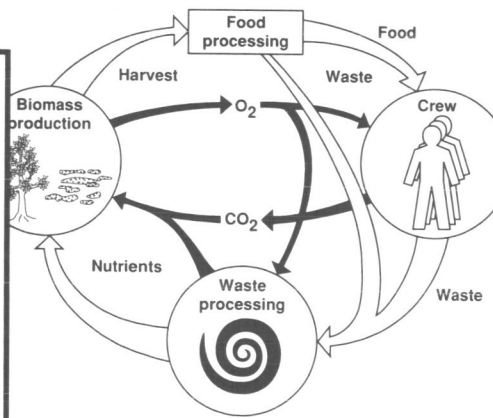 Food
processing
Food
Harvest
Waste
Biomass
production
O2
Crew
CO2
Nutrients
Waste
processing
Waste